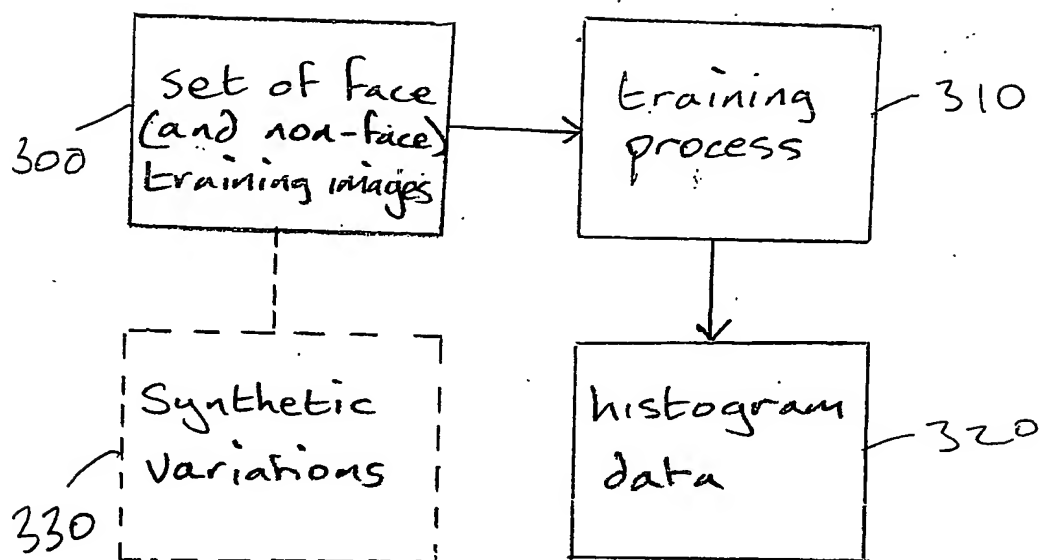 set of face
(and non-face)
training images
300
training
process
310
Synthetic
variations
330
histogram
data
320